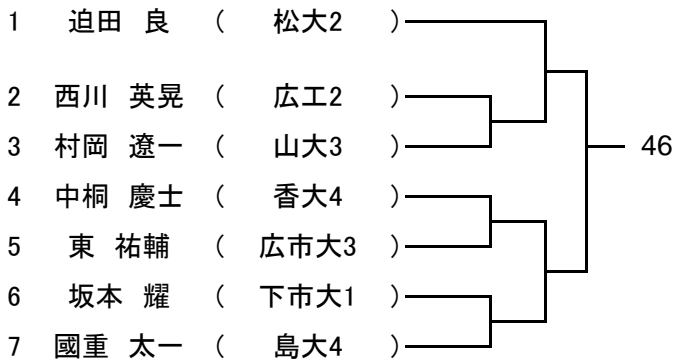 1 迫田 良 ( 松大2 )
2 西川 英晃 ( 広工2 )
3 村岡 遼一 ( 山大3 )
46
4 中桐 慶士 ( 香大4 )
5 東 祐輔 ( 広市大3 )
6 坂本 耀 ( 下市大1 )
7 國重 太一 ( 島大4 )